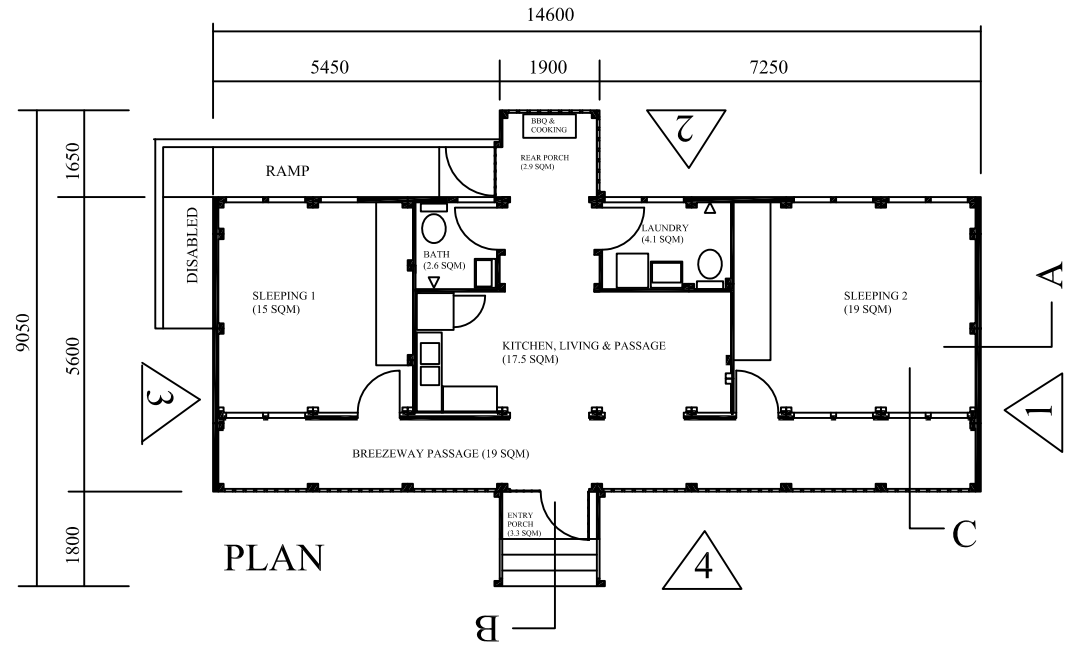 14600
5450
1900
7250
1650
9050
5600
1800
BBQ &
COOKING
REAR PORCH
(2.9 SQM)
2
RAMP
DISABLED
BATH
(2.6 SQM)
LAUNDRY
(4.1 SQM)
SLEEPING 1
(15 SQM)
SLEEPING 2
(19 SQM)
A
KITCHEN, LIVING & PASSAGE
(17.5 SQM)
3
1
BREEZEWAY PASSAGE (19 SQM)
ENTRY
PORCH
(3.3 SQM)
C
PLAN
4
B